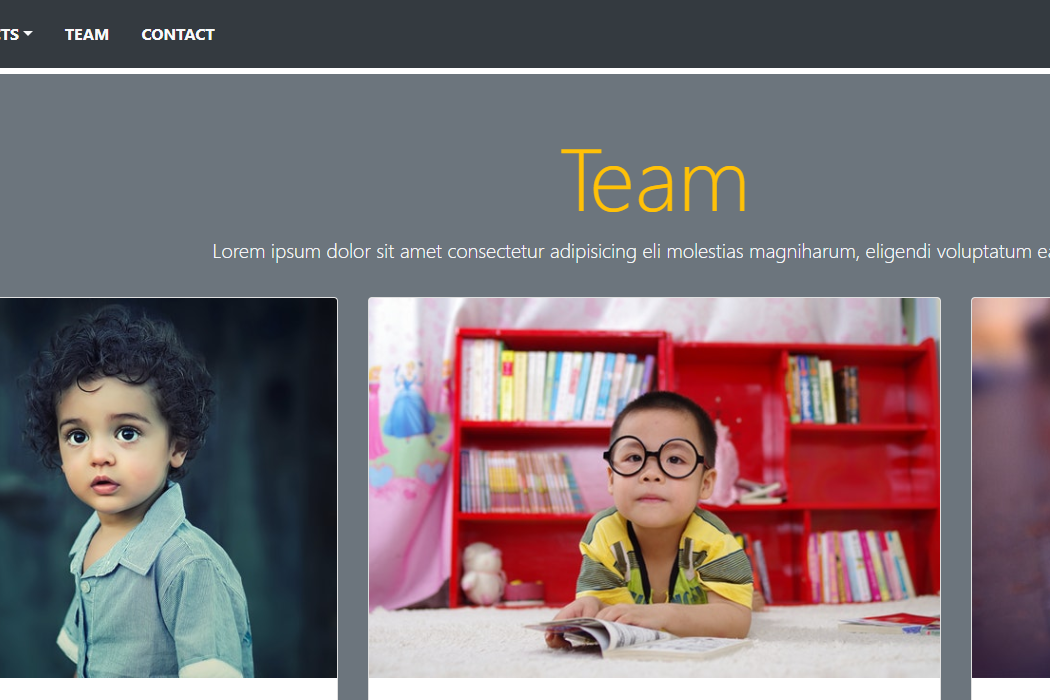 TS TEAM CONTACT
Team
Lorem ipsum dolor sit amet consectetur adipisicing eli molestias magniharum, eligendi voluptatum